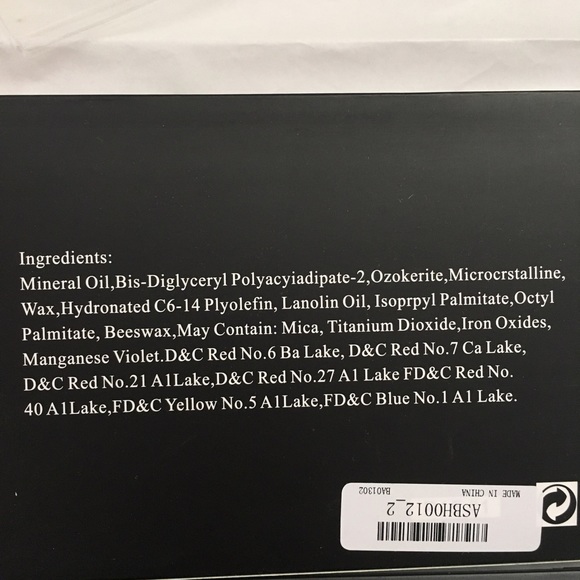 Ingredients:
Mineral Oil,Bis-Diglyceryl Polyacyiadipate-2,Ozokerite,Microcrstalline,
Wax,Hydronated C6-14 Plyolefin, Lanolin Oil, Isoprpyl Palmitate,Octyl
Palmitate, Beeswax,May Contain: Mica, Titanium Dioxide,Iron Oxides,
Manganese Violet.D&C Red No.6 Ba Lake, D&C Red No.7 Ca Lake,
D&C Red No.21 A1Lake,D&C Red No.27 A1 Lake FD&C Red No.
40 A1Lake,FD&C Yellow No.5 A1Lake,FD&C Blue No.1 A1 Lake.
ASBH0012_2
MADE IN CHINA BA01302